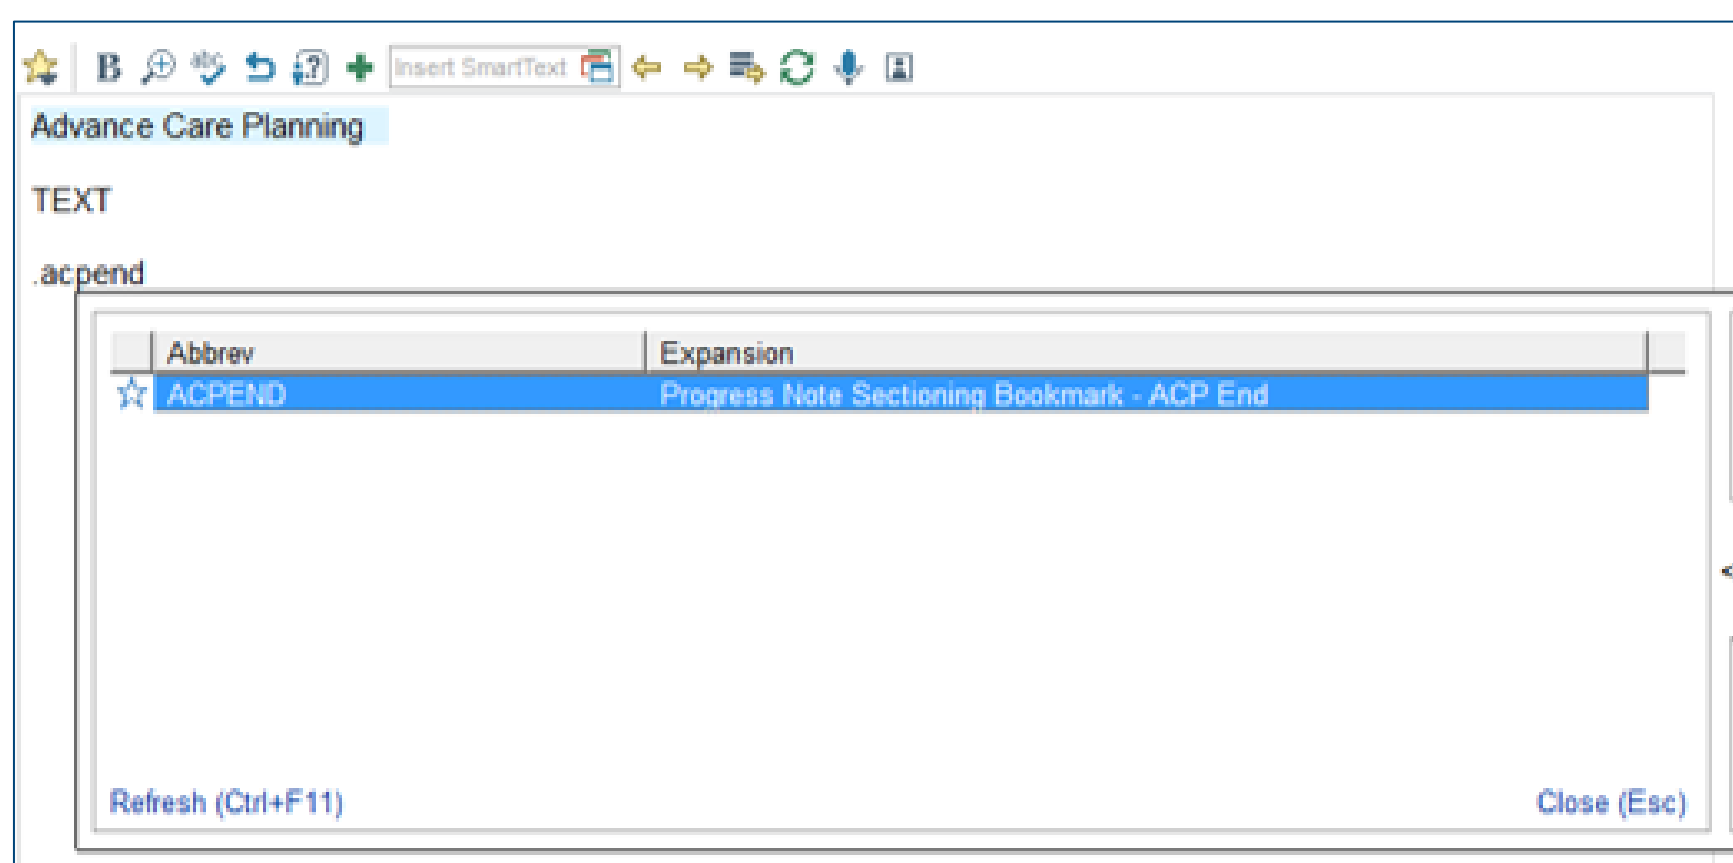 B abc Insert SmartText
Advance Care Planning
TEXT
.acpend
Abbrev Expansion
ACPEND Progress Note Sectioning Bookmark - ACP End
Refresh (Ctrl+F11) Close (Esc)